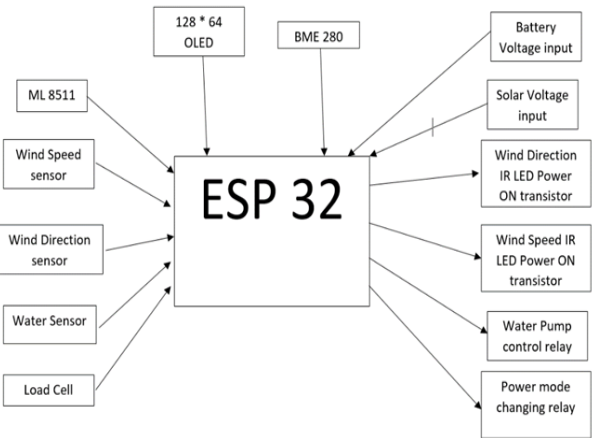 128 * 64
OLED
BME 280
Battery
Voltage input
ML 8511
Solar Voltage
input
Wind Speed
sensor
Wind Direction
IR LED Power
ON transistor
ESP 32
Wind Direction
sensor
Wind Speed IR
LED Power ON
transistor
Water Sensor
Water Pump
control relay
Load Cell
Power mode
changing relay